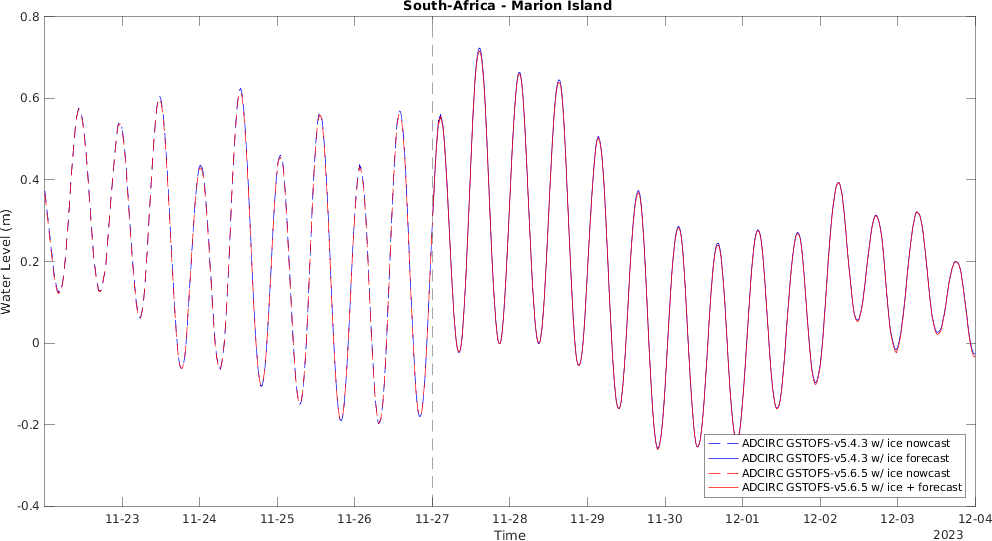 South-Africa - Marion Island
Water Level (m)
0.8
0.6
0.4
0.2
0
-0.2
-0.4
ADCIRC GSTOFS-v5.4.3 w/ ice nowcast
ADCIRC GSTOFS-v5.4.3 w/ ice forecast
ADCIRC GSTOFS-v5.6.5 w/ ice nowcast
ADCIRC GSTOFS-v5.6.5 w/ ice + forecast
11-23 11-24 11-25 11-26 11-27 11-28 11-29 11-30 12-01 12-02 12-03 12-04
Time
2023